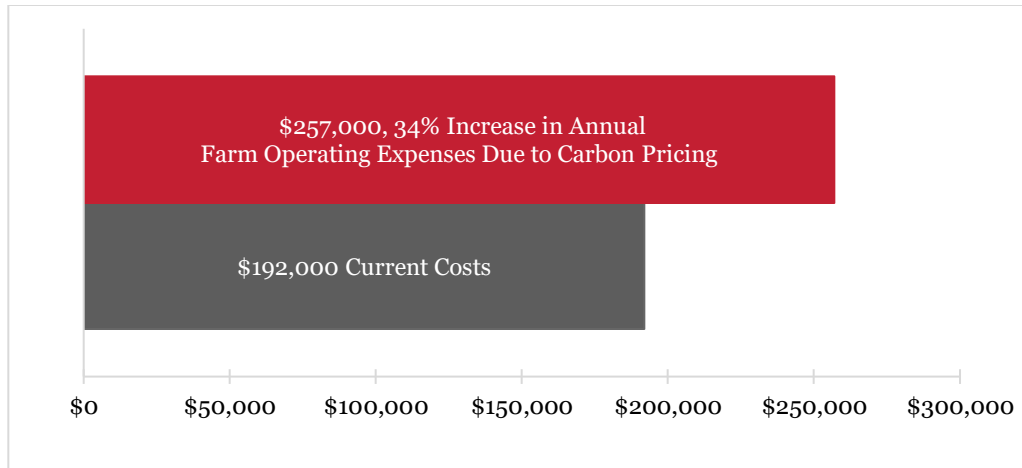 $257,000, 34% Increase in Annual
Farm Operating Expenses Due to Carbon Pricing
$192,000 Current Costs
$0 $50,000 $100,000 $150,000 $200,000 $250,000 $300,000